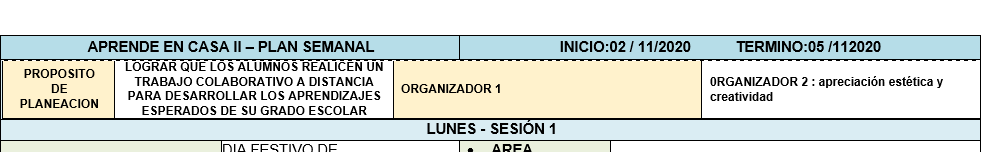 APRENDE EN CASA II – PLAN SEMANAL INICIO:02 / 11/2020 TERMINO:05 /112020
PROPOSITO DE PLANEACION
LOGRAR QUE LOS ALUMNOS REALICEN UN
TRABAJO COLABORATIVO A DISTANCIA
PARA DESARROLLAR LOS APRENDIZAJES
ESPERADOS DE SU GRADO ESCOLAR
ORGANIZADOR 1
0RGANIZADOR 2 : apreciación estética y
creatividad
LUNES - SESIÓN 1
DIA FESTIVO DE
• AREA